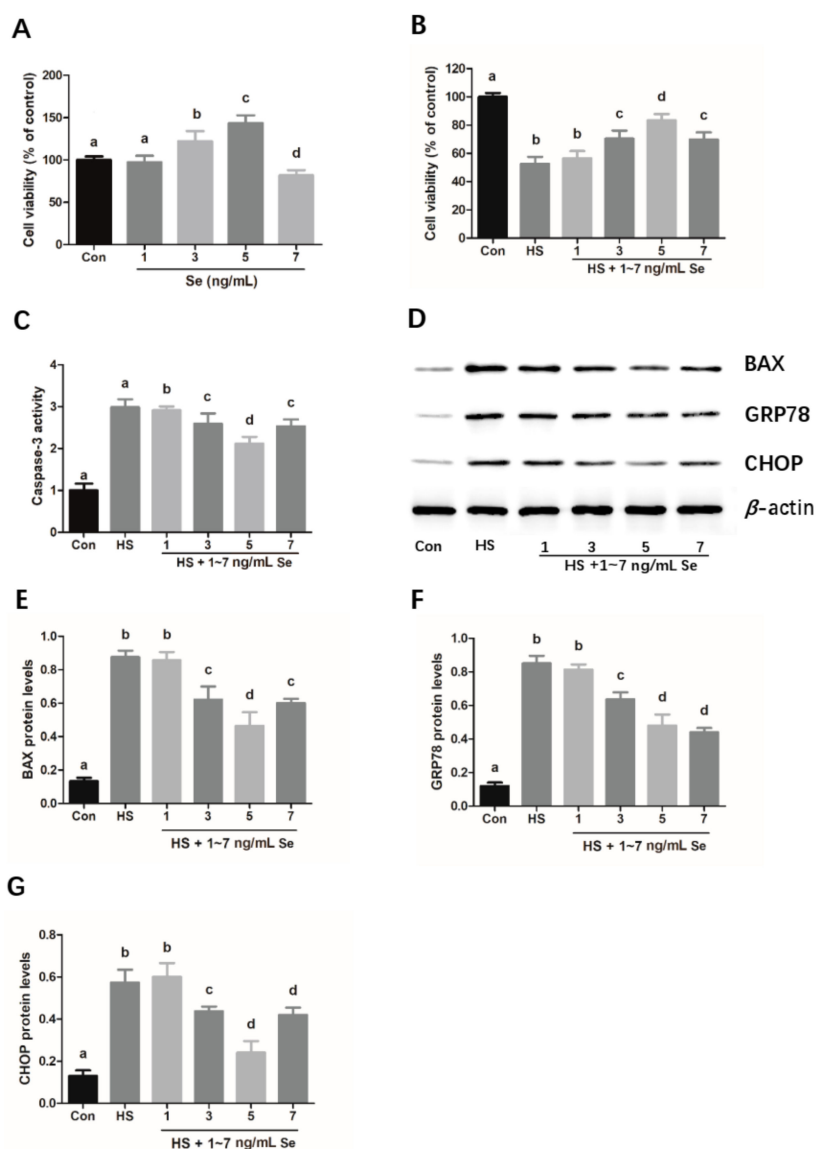 A
Cell viability (% of control)
200
150
100
50
0
a
a
b
c
d
Con
1
3
5
7
Se (ng/mL)
B
Cell viability (% of control)
120
100
80
60
40
20
0
a
b
b
c
d
c
Con
HS
1
3
5
7
HS + 1~7 ng/mL Se
C
Caspase-3 activity
4
3
2
1
0
a
a
b
c
d
c
Con
HS
1
3
5
7
HS + 1~7 ng/mL Se
D
BAX
GRP78
CHOP
β-actin
Con
HS
1
3
5
7
HS +1~7 ng/mL Se
E
BAX protein levels
1.0
0.8
0.6
0.4
0.2
0.0
a
b
b
c
d
c
Con
HS
1
3
5
7
HS + 1~7 ng/mL Se
F
GRP78 protein levels
1.0
0.8
0.6
0.4
0.2
0.0
a
b
b
c
d
d
Con
HS
1
3
5
7
HS + 1~7 ng/mL Se
G
CHOP protein levels
0.8
0.6
0.4
0.2
0.0
a
b
b
c
d
d
Con
HS
1
3
5
7
HS + 1~7 ng/mL Se